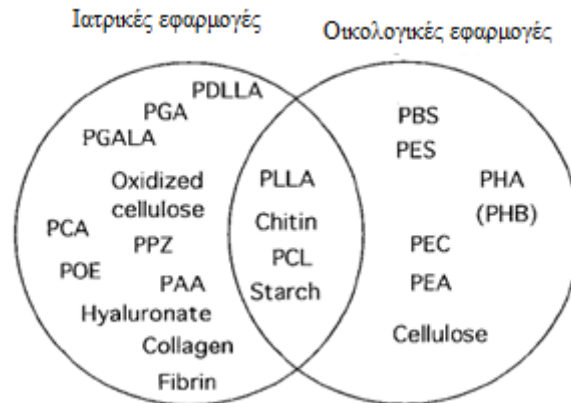 Ιατρικές εφαρμογές
Οικολογικές εφαρμογές
PDLLA
PGA
PGALA
Oxidized
cellulose
PCA
PPZ
POE
PAA
Hyaluronate
Collagen
Fibrin
PLLA
Chitin
PCL
Starch
PBS
PES
PHA
(PHB)
PEC
PEA
Cellulose